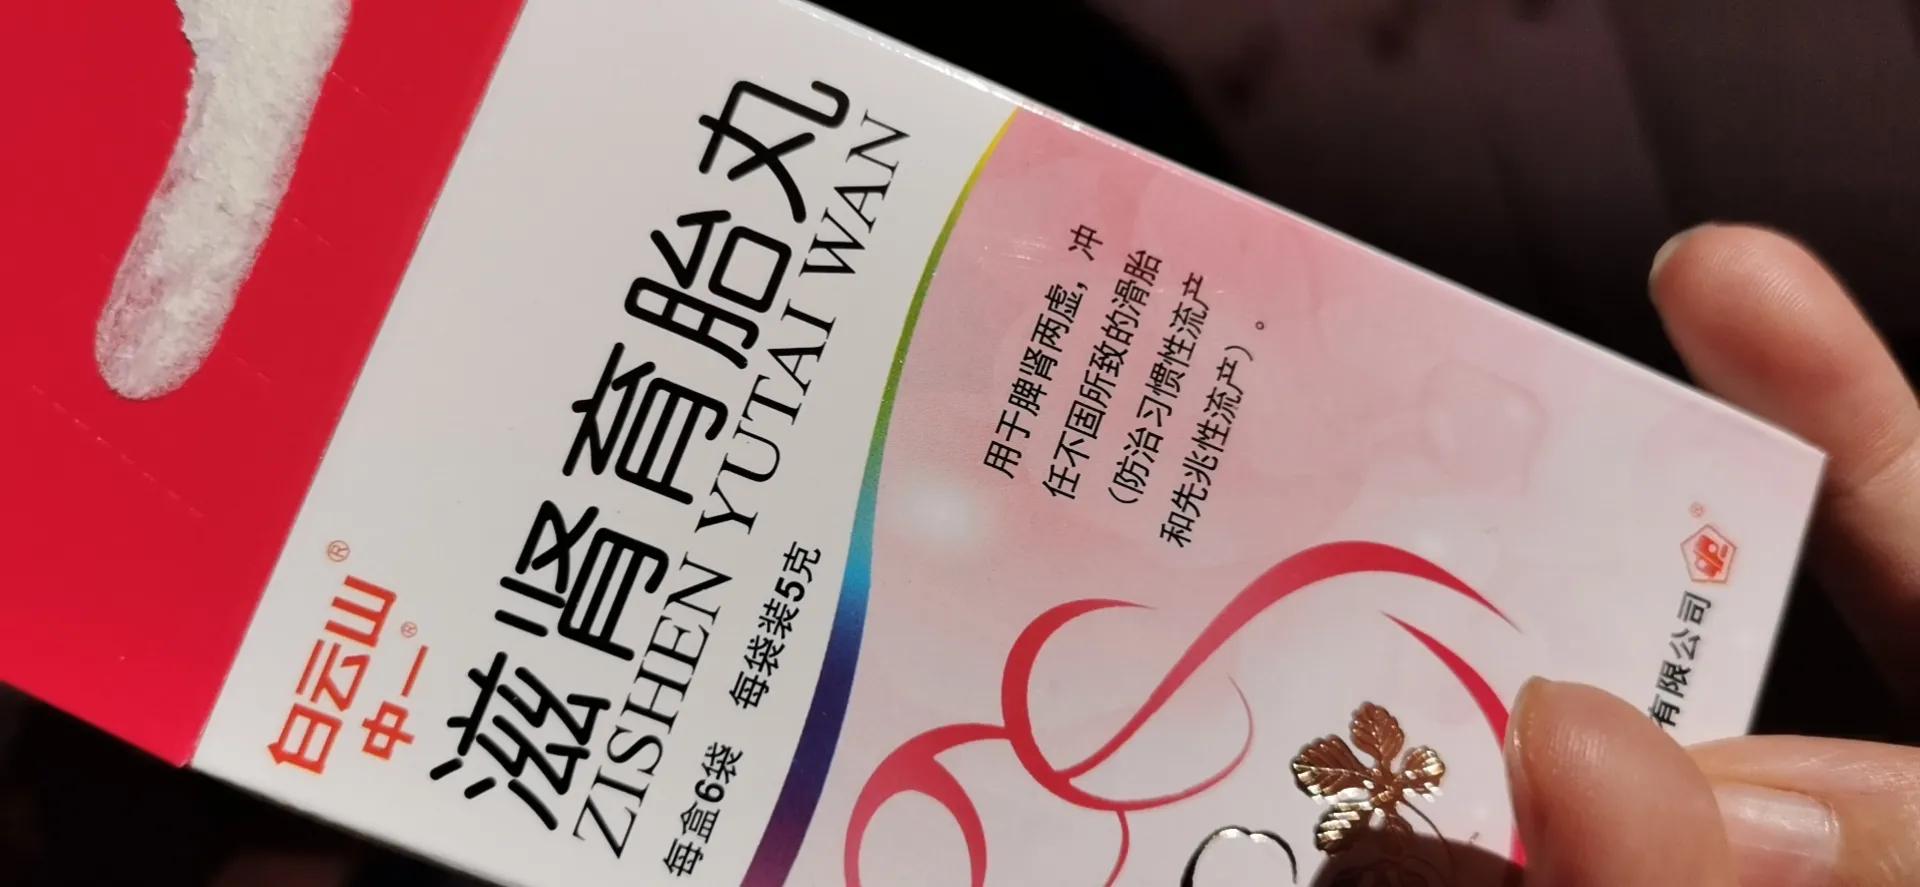 白云山®
中一®
滋肾育胎丸
ZISHEN YUTAI WAN
每盒6袋 每袋装5克
用于脾肾两虚，冲
任不固所致的滑胎
（防治习惯性流产
和先兆性流产）。
有限公司
®